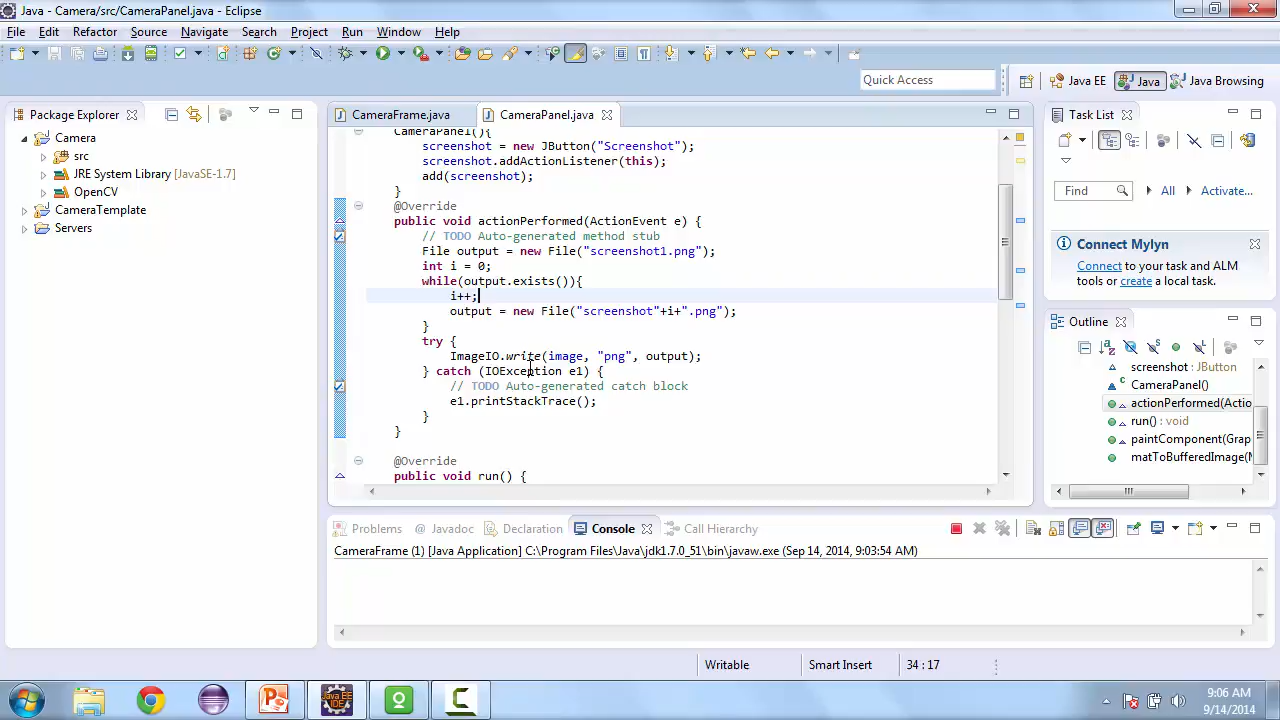 Java - Camera/src/CameraPanel.java - Eclipse
File Edit Refactor Source Navigate Search Project Run Window Help
Quick Access
Java EE
Java
Java Browsing
Package Explorer
Camera
src
JRE System Library [JavaSE-1.7]
OpenCV
CameraTemplate
Servers
CameraFrame.java
CameraPanel.java
CameraPanel(){
screenshot = new JButton("Screenshot");
screenshot.addActionListener(this);
add(screenshot);
}
@Override
public void actionPerformed(ActionEvent e) {
// TODO Auto-generated method stub
File output = new File("screenshot1.png");
int i = 0;
while(output.exists()){
i++;
output = new File("screenshot"+i+".png");
}
try {
ImageIO.write(image, "png", output);
} catch (IOException e1) {
// TODO Auto-generated catch block
e1.printStackTrace();
}
}
@Override
public void run() {
Task List
Find
All
Activate...
Connect Mylyn
Connect to your task and ALM
tools or create a local task.
Outline
screenshot : JButton
CameraPanel()
actionPerformed(Actio
run() : void
paintComponent(Grap
matToBufferedImage(M
Problems
@ Javadoc
Declaration
Console
Call Hierarchy
CameraFrame (1) [Java Application] C:\Program Files\Java\jdk1.7.0_51\bin\javaw.exe (Sep 14, 2014, 9:03:54 AM)
Writable
Smart Insert
34 : 17
Java EE
IDE
9:06 AM
9/14/2014